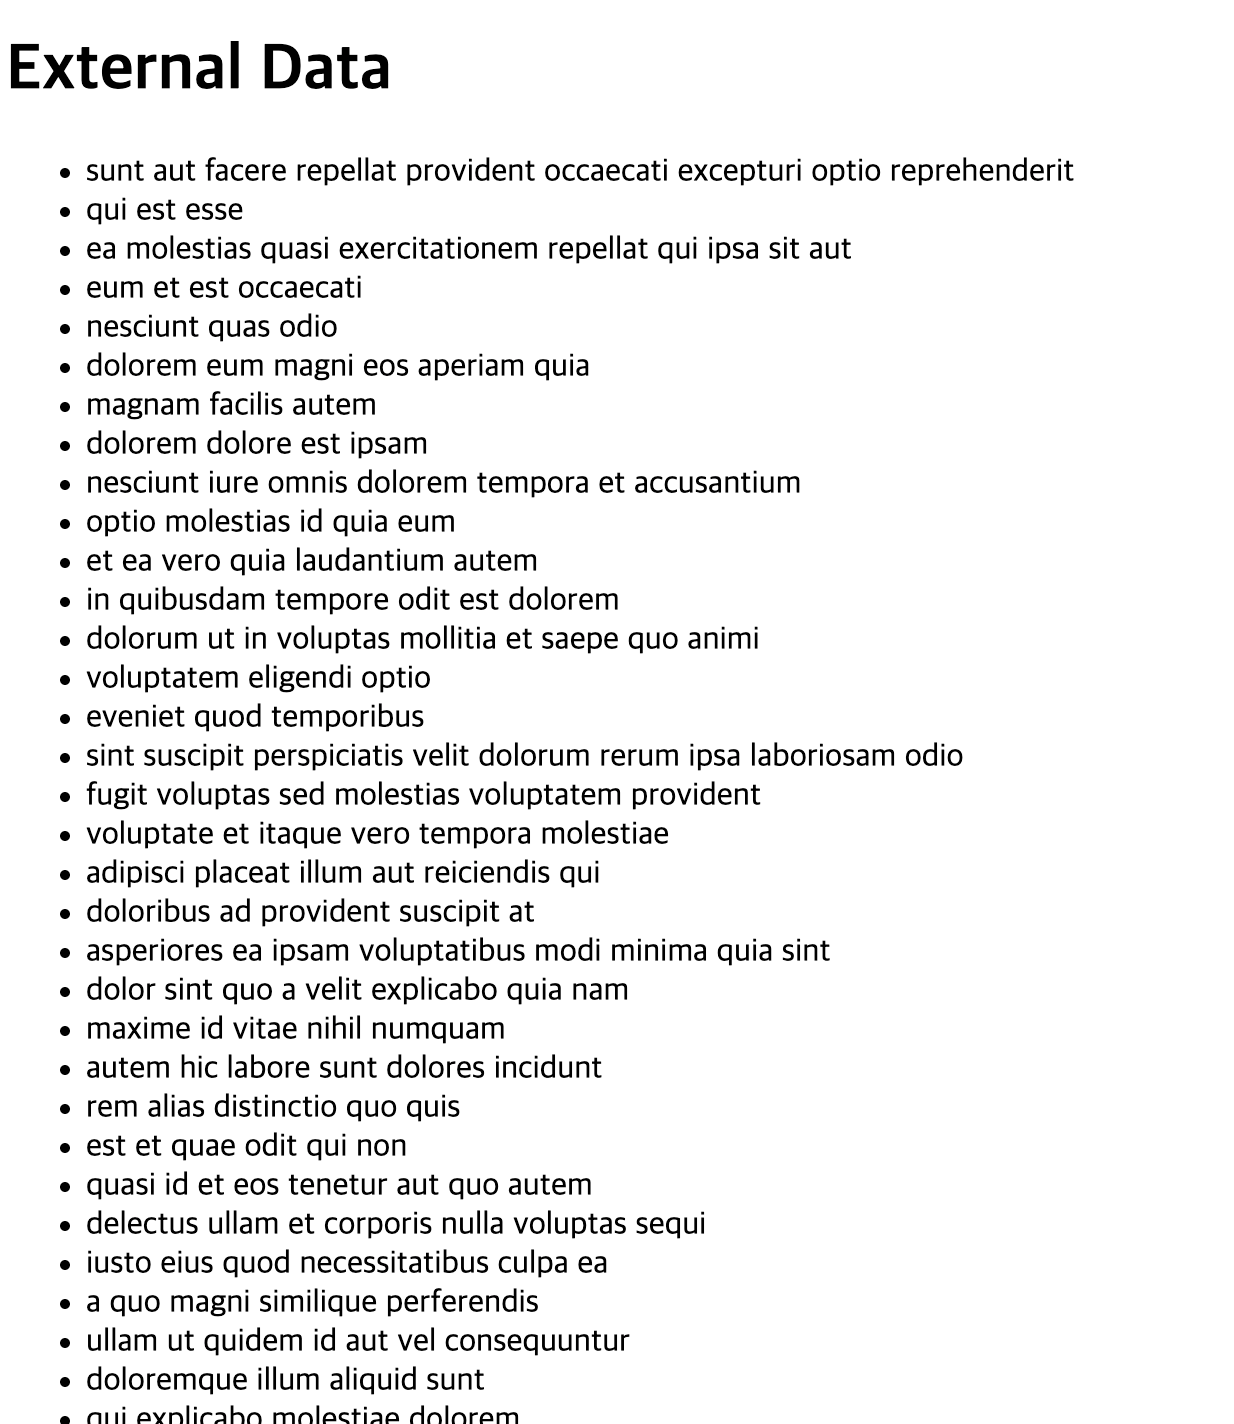 External Data
• sunt aut facere repellat provident occaecati excepturi optio reprehenderit
• qui est esse
• ea molestias quasi exercitationem repellat qui ipsa sit aut
• eum et est occaecati
• nesciunt quas odio
• dolorem eum magni eos aperiam quia
• magnam facilis autem
• dolorem dolore est ipsam
• nesciunt iure omnis dolorem tempora et accusantium
• optio molestias id quia eum
• et ea vero quia laudantium autem
• in quibusdam tempore odit est dolorem
• dolorum ut in voluptas mollitia et saepe quo animi
• voluptatem eligendi optio
• eveniet quod temporibus
• sint suscipit perspiciatis velit dolorum rerum ipsa laboriosam odio
• fugit voluptas sed molestias voluptatem provident
• voluptate et itaque vero tempora molestiae
• adipisci placeat illum aut reiciendis qui
• doloribus ad provident suscipit at
• asperiores ea ipsam voluptatibus modi minima quia sint
• dolor sint quo a velit explicabo quia nam
• maxime id vitae nihil numquam
• autem hic labore sunt dolores incidunt
• rem alias distinctio quo quis
• est et quae odit qui non
• quasi id et eos tenetur aut quo autem
• delectus ullam et corporis nulla voluptas sequi
• iusto eius quod necessitatibus culpa ea
• a quo magni similique perferendis
• ullam ut quidem id aut vel consequuntur
• doloremque illum aliquid sunt
• qui explicabo molestiae dolorem